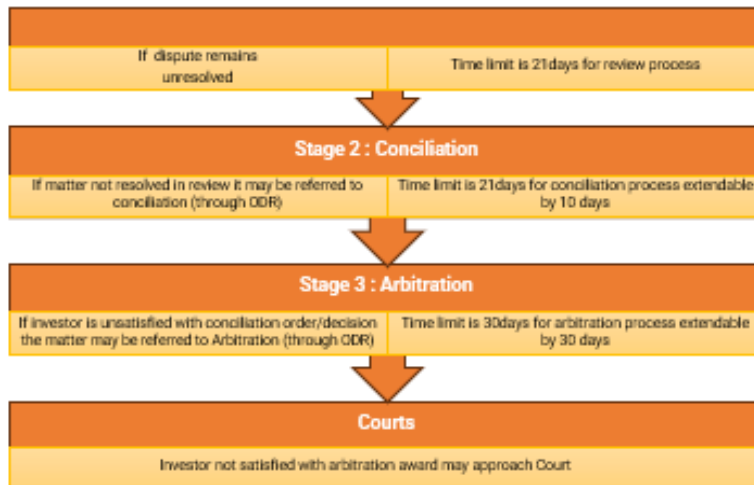 If dispute remains
unresolved
Time limit is 21days for review process
Stage 2 : Conciliation
If matter not resolved in review it may be referred to
conciliation (through ODR)
Time limit is 21days for conciliation process extendable
by 10 days
Stage 3 : Arbitration
If investor is unsatisfied with conciliation order/decision
the matter may be referred to Arbitration (through ODR)
Time limit is 30days for arbitration process extendable
by 30 days
Courts
Investor not satisfied with arbitration award may approach Court